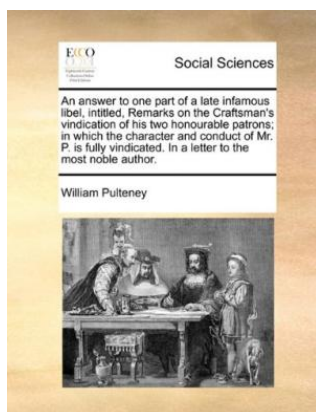 ECCO
Social Sciences
An answer to one part of a late infamous
libel, intitled, Remarks on the Craftsman's
vindication of his two honourable patrons;
in which the character and conduct of Mr.
P. is fully vindicated. In a letter to the
most noble author.
William Pulteney